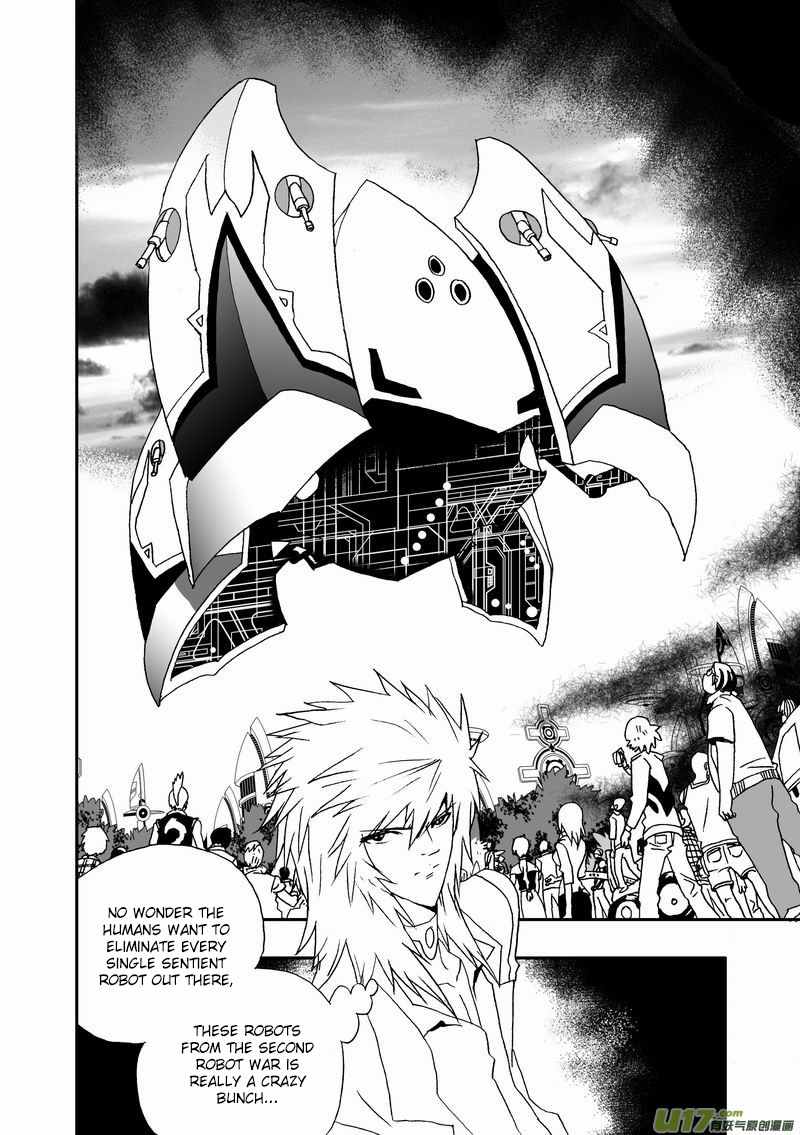 NO WONDER THE
HUMANS WANT TO
ELIMINATE EVERY
SINGLE SENTIENT
ROBOT OUT THERE,
THESE ROBOTS
FROM THE SECOND
ROBOT WAR IS
REALLY A CRAZY
BUNCH...
U17.com
有妖气原创漫画